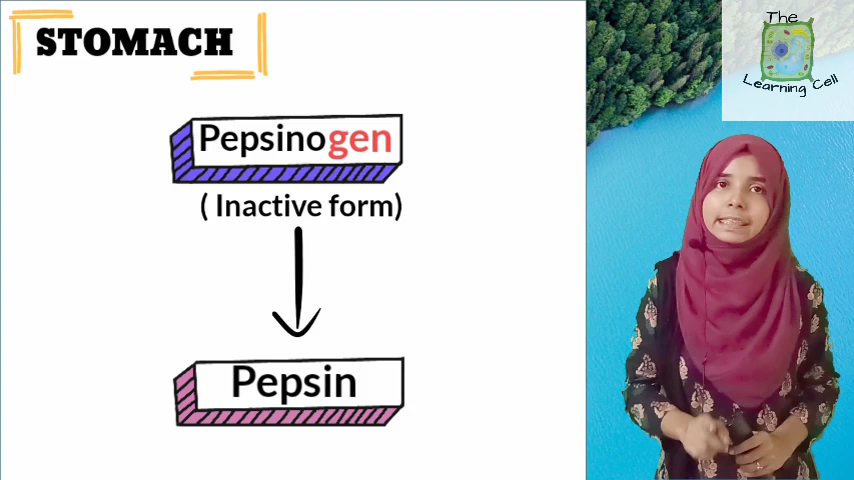 STOMACH
The
Learning Cell
Pepsinogen
( Inactive form)
Pepsin